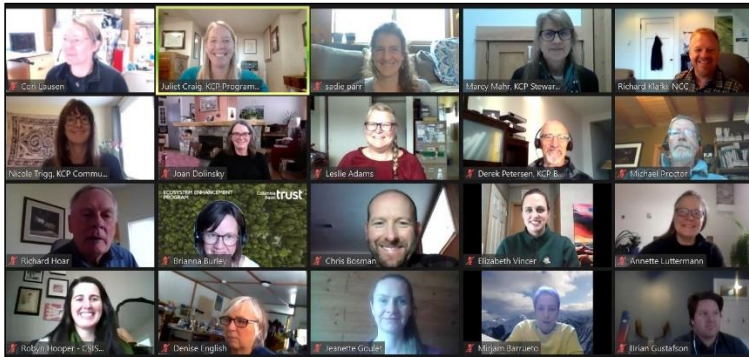 Cori Lausen
Juliet Craig, KCP Program...
sadie parr
Marcy Mahr, KCP Stewar...
Richard Klafki, NCC
Nicole Trigg, KCP Commu...
Joan Dolinsky
Leslie Adams
Derek Petersen, KCP B...
Michael Proctor
Richard Hoar
ECOSYSTEM ENHANCEMENT
PROGRAM
Columbia Basin trust
Brianna Burley
Chris Bosman
Elizabeth Vincer
Annette Luttermann
Robyn Hooper - CSIS...
Denise English
Jeanette Goulet
Mirjam Barrueto
Brian Gustafson